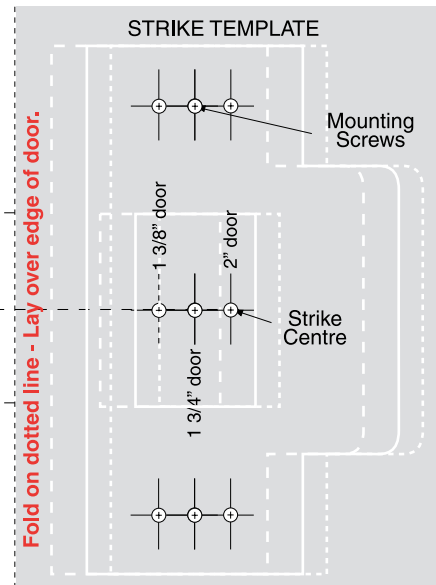 STRIKE TEMPLATE
Fold on dotted line - Lay over edge of door.
Mounting
Screws
1 3/8” door
2” door
Strike
Centre
1 3/4” door